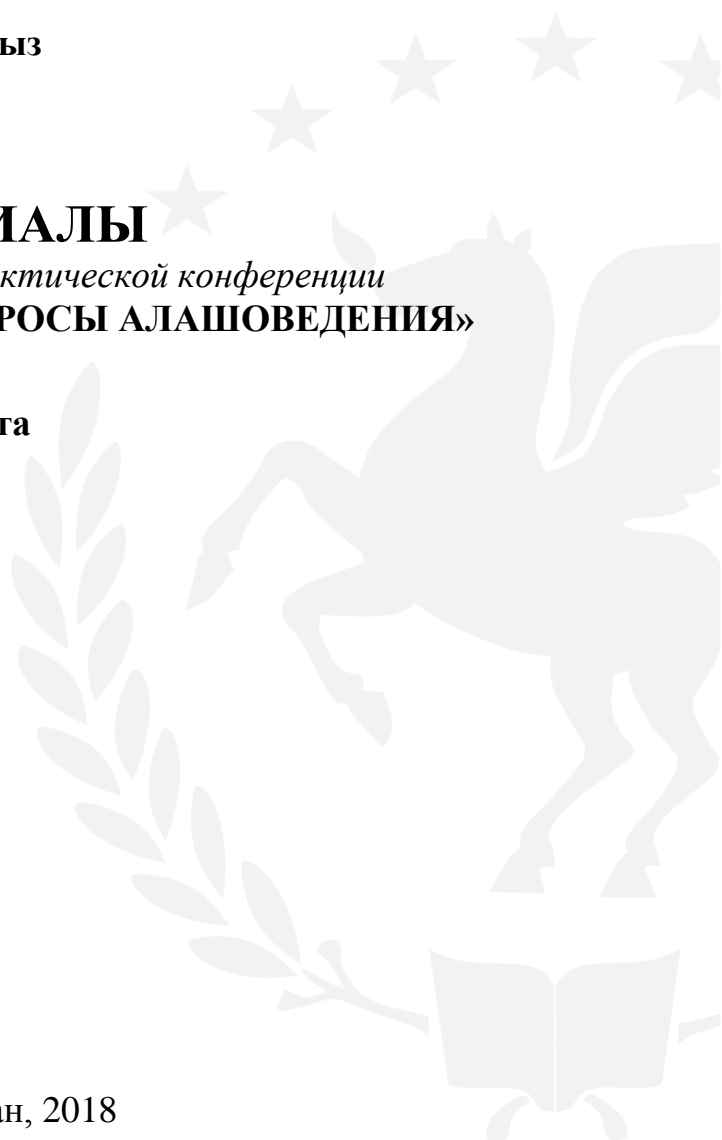 ыз
ИАЛЫ
ктической конференции
РОСЫ АЛАШОВЕДЕНИЯ»
та
ан, 2018